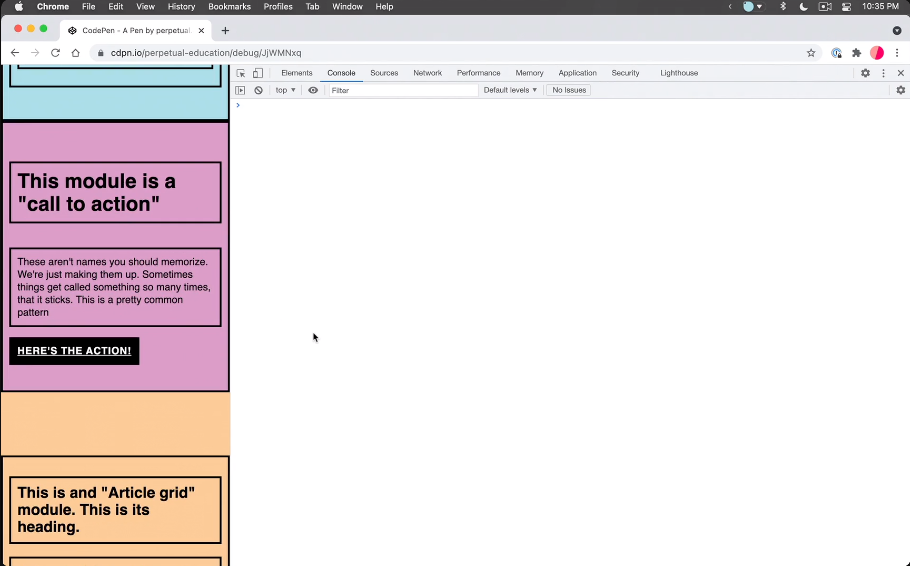 Chrome File Edit View History Bookmarks Profiles Tab Window Help 10:35 PM
CodePen - A Pen by perpetual
cdpn.io/perpetual-education/debug/JjWMNxq
Elements Console Sources Network Performance Memory Application Security Lighthouse
top Filter Default levels No Issues
This module is a
"call to action"
These aren't names you should memorize.
We're just making them up. Sometimes
things get called something so many times,
that it sticks. This is a pretty common
pattern
HERE'S THE ACTION!
This is and "Article grid"
module. This is its
heading.